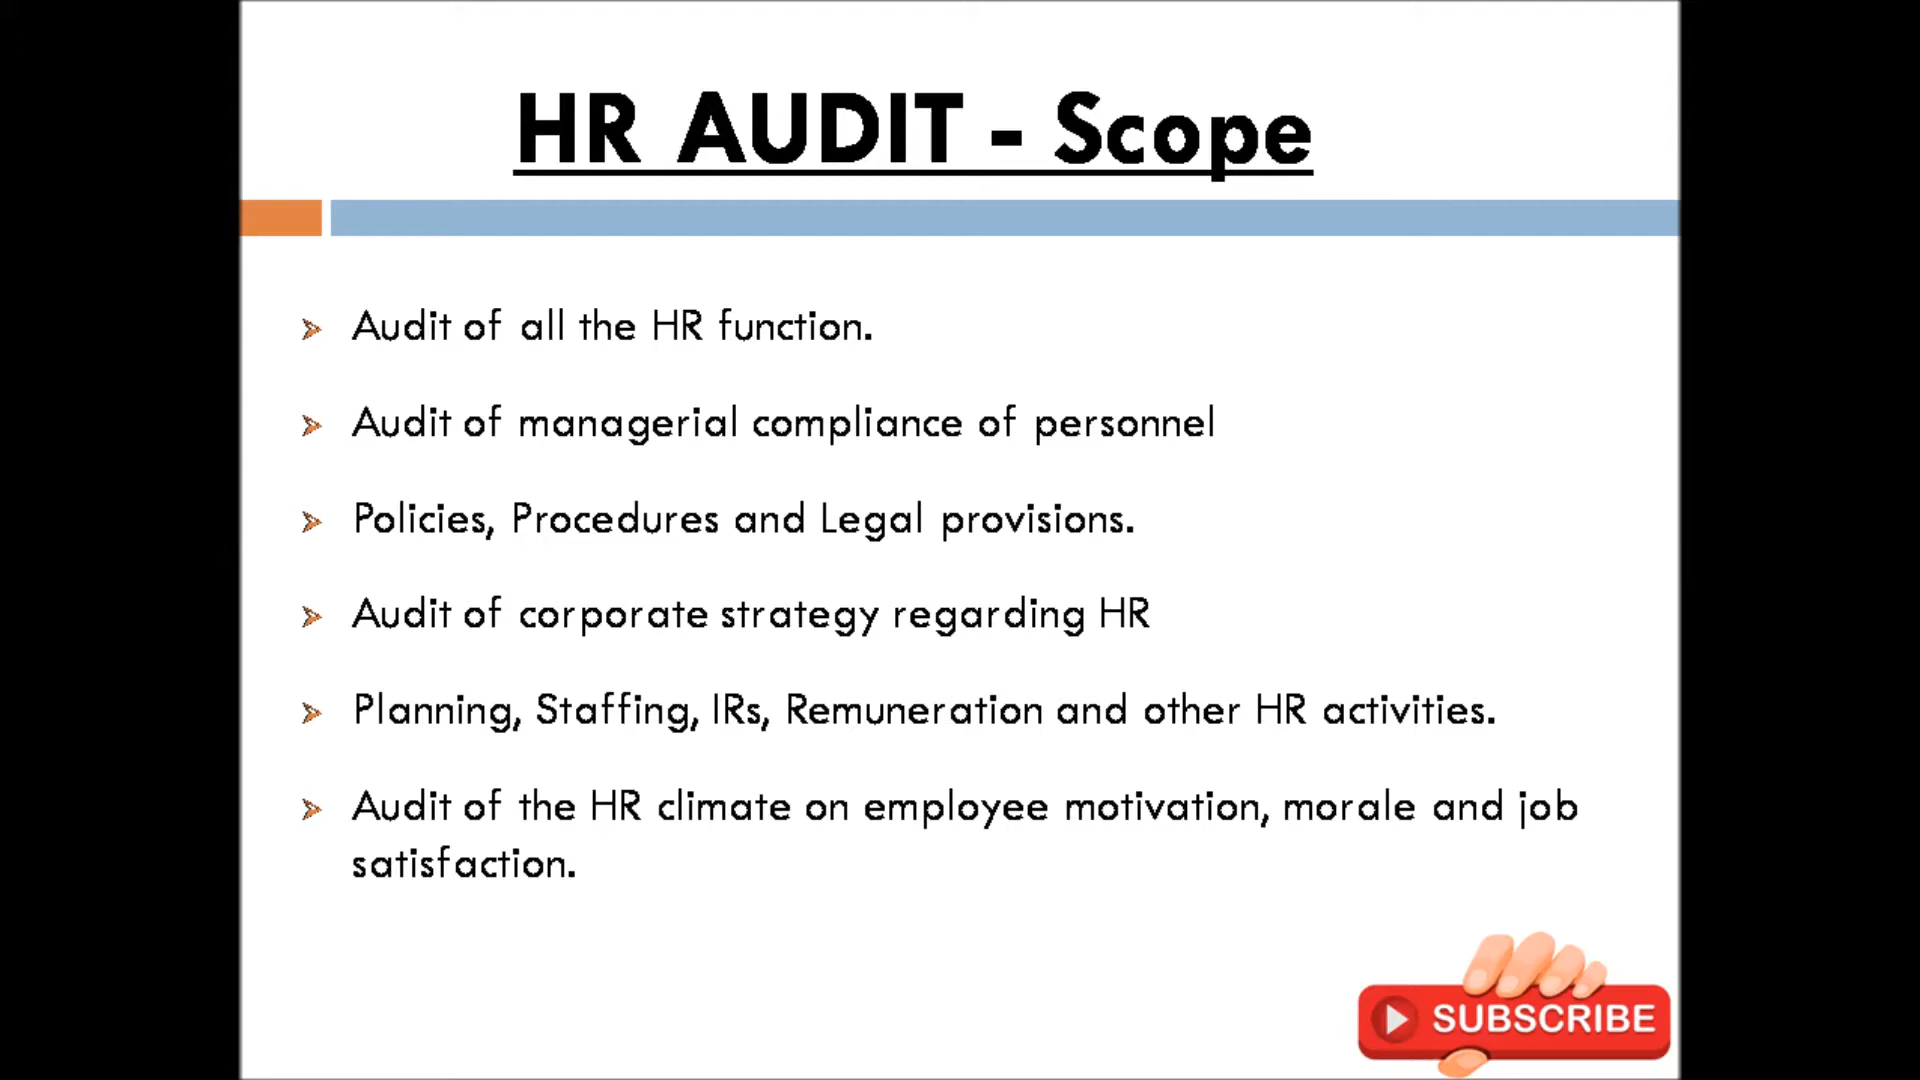 HR AUDIT - Scope
Audit of all the HR function.
Audit of managerial compliance of personnel
Policies, Procedures and Legal provisions.
Audit of corporate strategy regarding HR
Planning, Staffing, IRs, Remuneration and other HR activities.
Audit of the HR climate on employee motivation, morale and job
satisfaction.
SUBSCRIBE